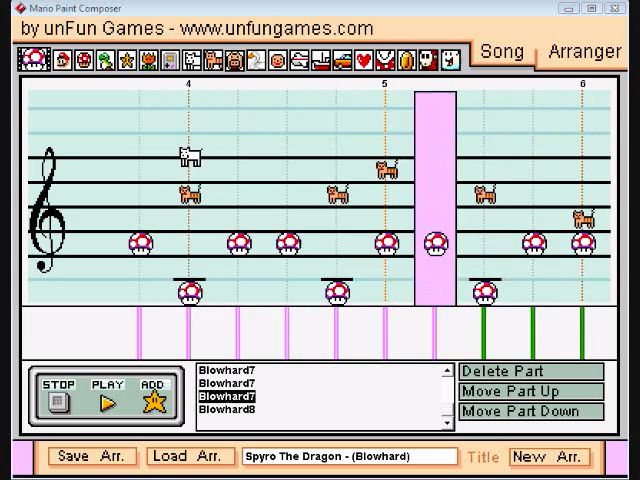 Mario Paint Composer
by unFun Games - www.unfungames.com
Song
Arranger
4 5 6
STOP PLAY ADD
Blowhard7
Blowhard7
Blowhard7
Blowhard8
Delete Part
Move Part Up
Move Part Down
Save Arr. Load Arr. Spyro The Dragon - (Blowhard) Title New Arr.